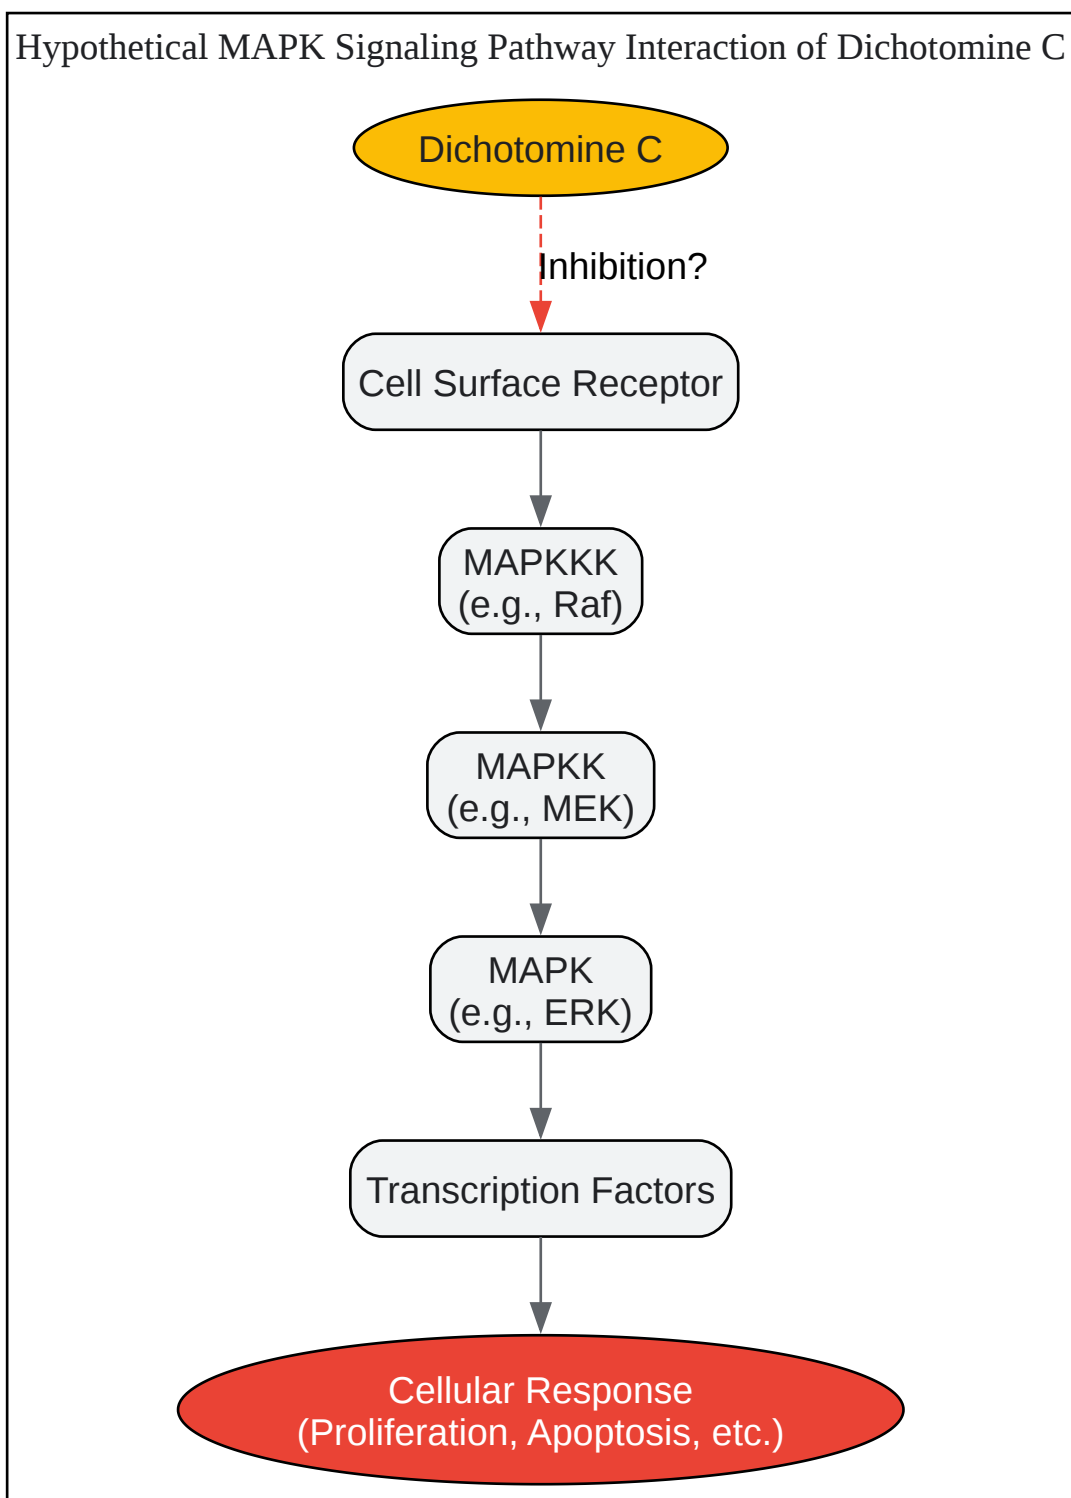 Hypothetical MAPK Signaling Pathway Interaction of Dichotomine C
Dichotomine C
Inhibition?
Cell Surface Receptor
MAPKKK
(e.g., Raf)
MAPKK
(e.g., MEK)
MAPK
(e.g., ERK)
Transcription Factors
Cellular Response
(Proliferation, Apoptosis, etc.)